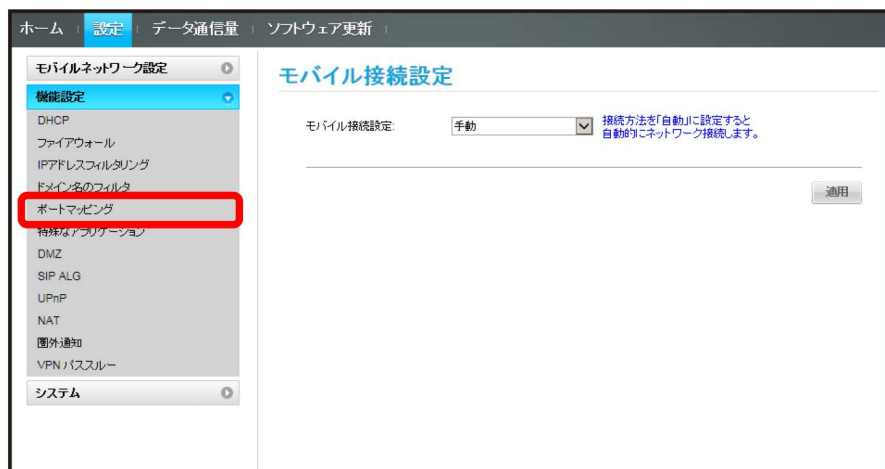 ホーム 設定 データ通信量 ソフトウェア更新
モバイルネットワーク設定
機能設定
DHCP
ファイアウォール
IPアドレスフィルタリング
ドメイン名のフィルタ
ポートマッピング
特殊なアプリケーション
DMZ
SIP ALG
UPnP
NAT
圏外通知
VPN パススルー
システム
モバイル接続設定
モバイル接続設定: 手動
接続方法を「自動」に設定すると
自動的にネットワーク接続します。
適用